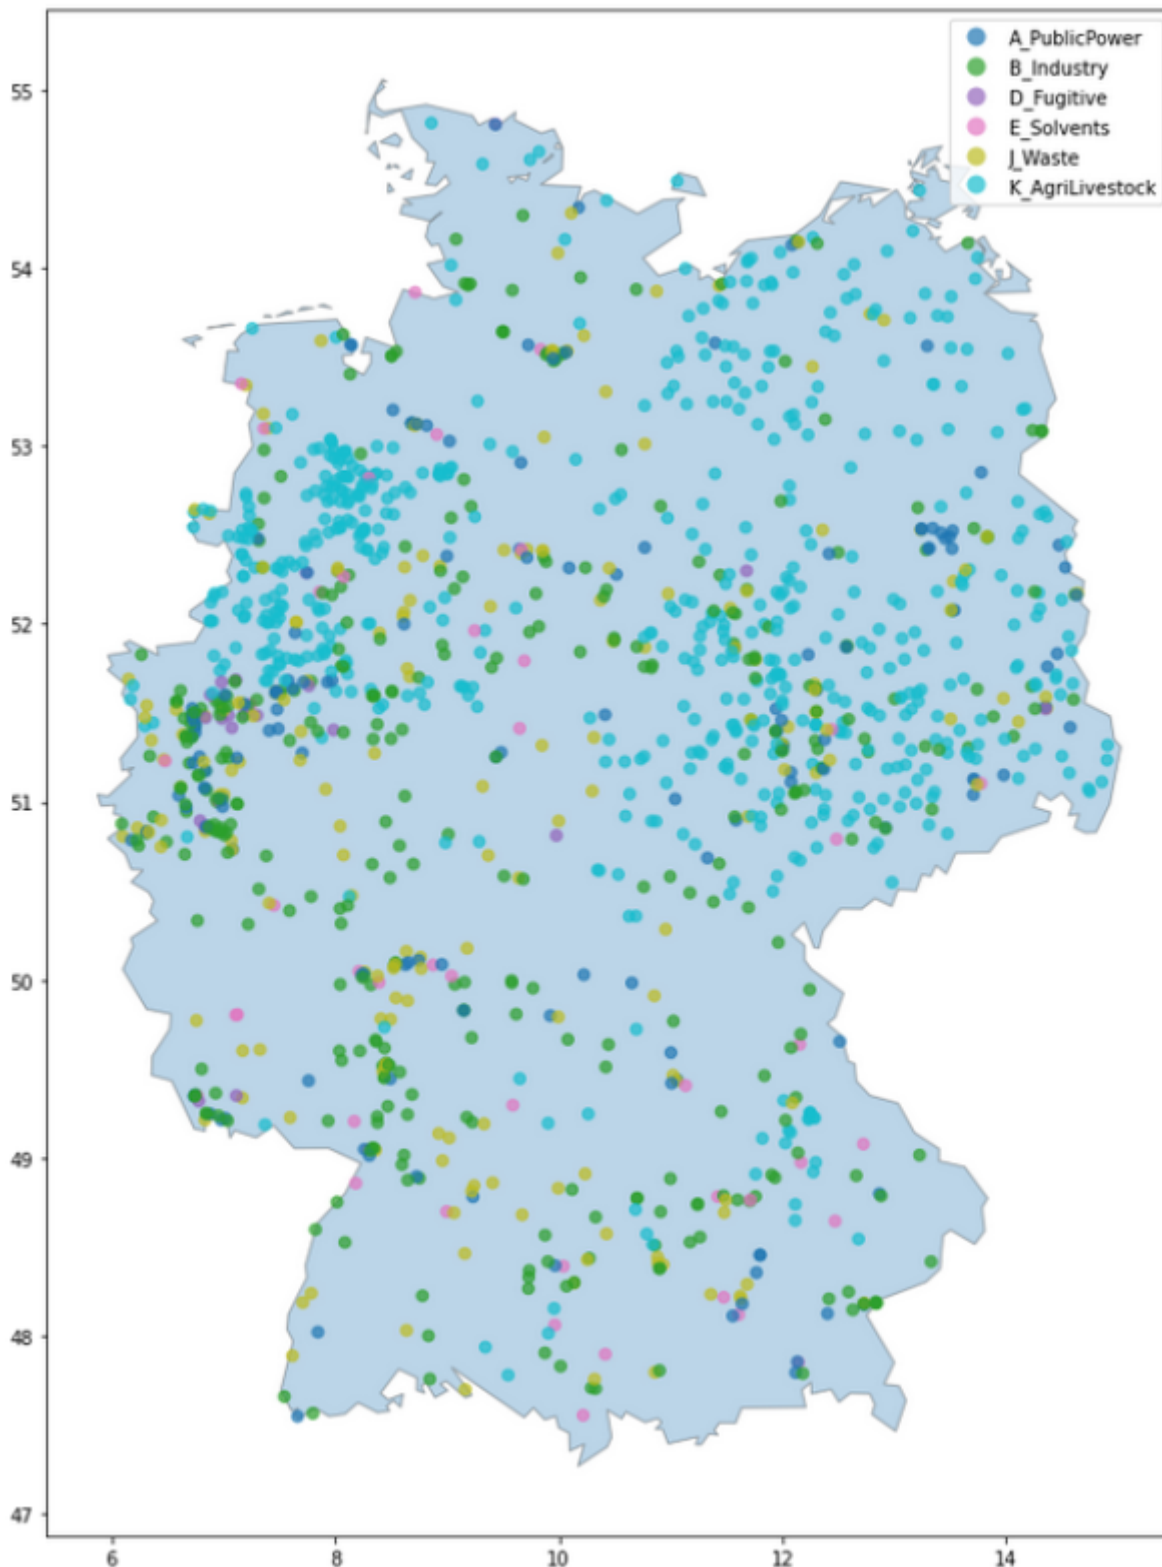 A_PublicPower
B_Industry
D_Fugitive
E_Solvents
J_Waste
K_AgriLivestock
55
54
53
52
51
50
49
48
47
6 8 10 12 14